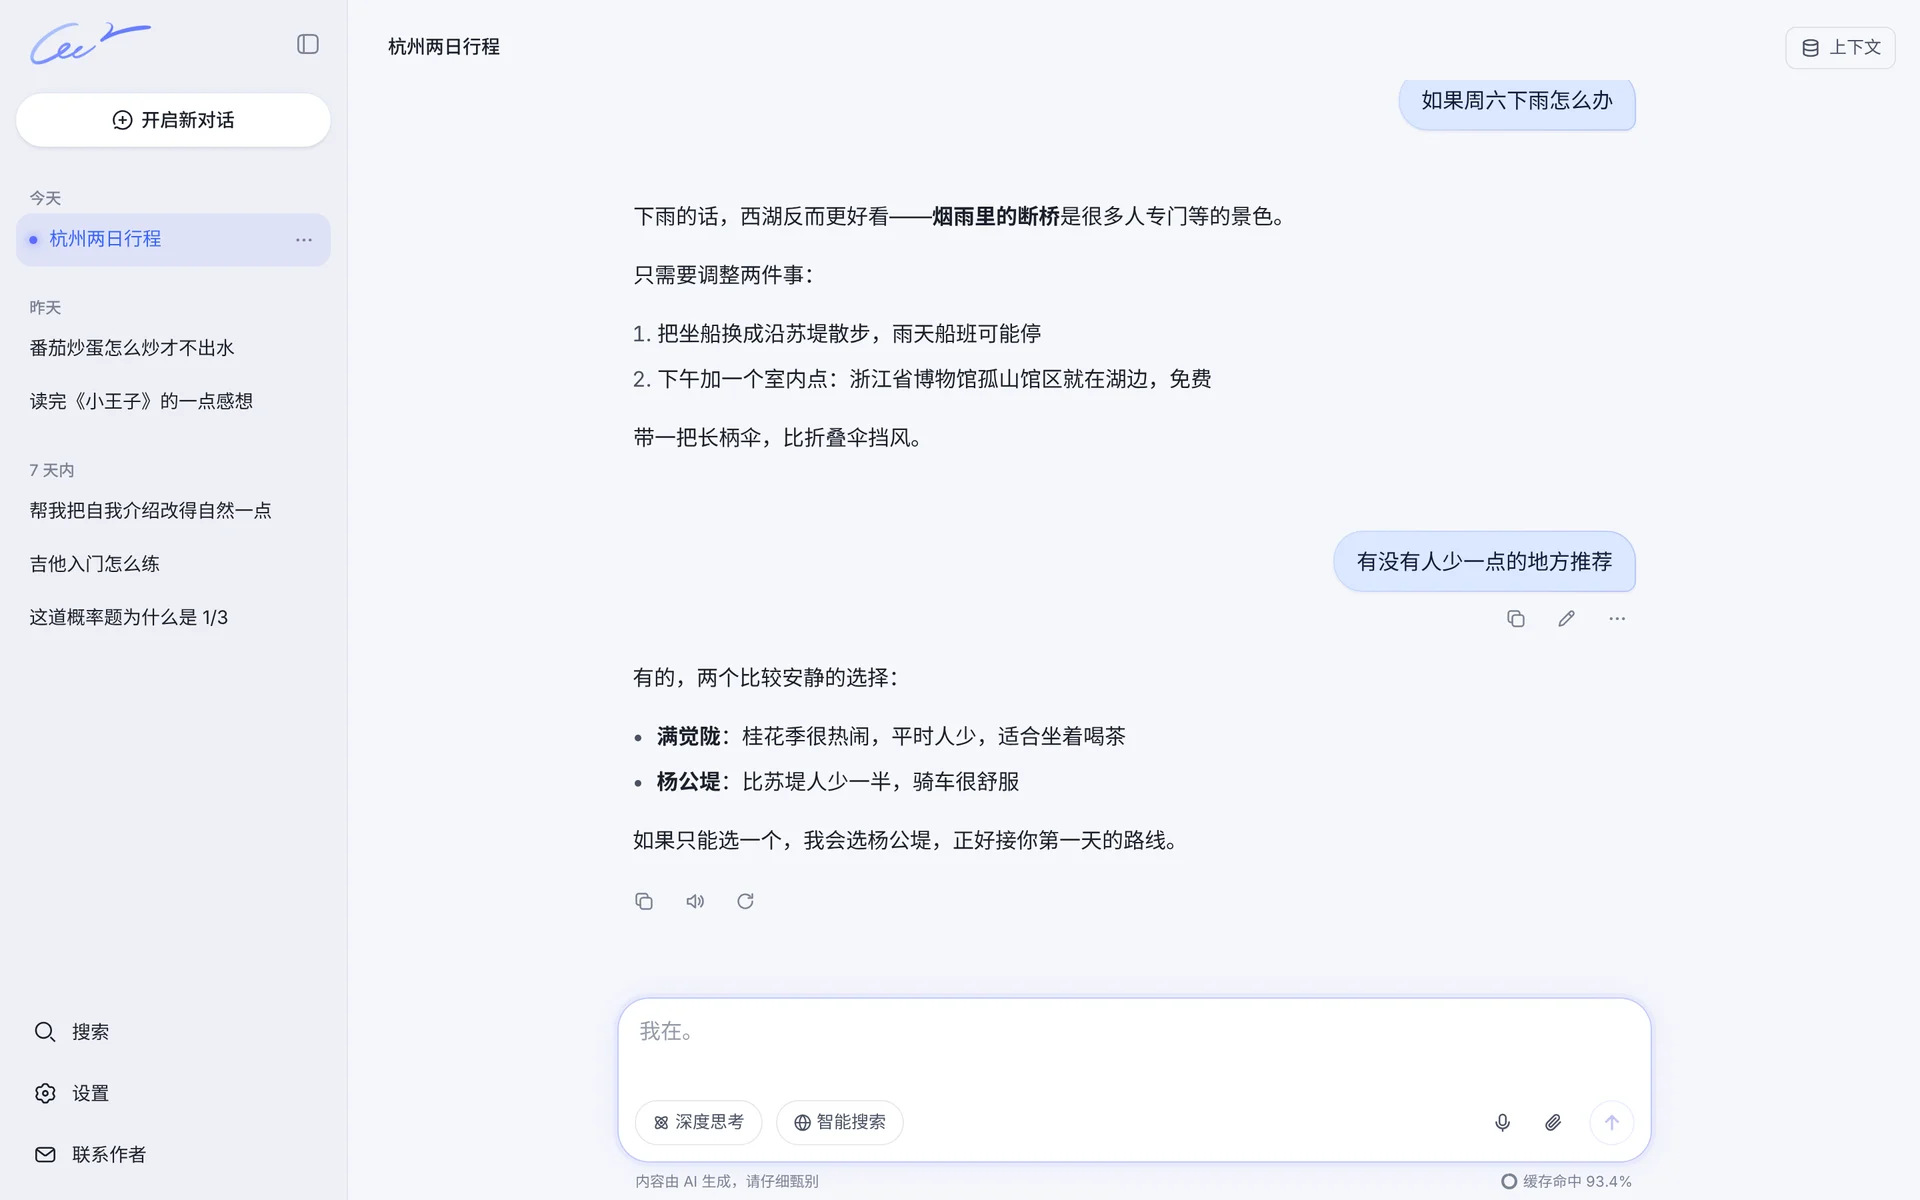 杭州两日行程
上下文
开启新对话
今天
杭州两日行程
昨天
番茄炒蛋怎么炒才不出水
读完《小王子》的一点感想
7 天内
帮我把自我介绍改得自然一点
吉他入门怎么练
这道概率题为什么是 1/3
搜索
设置
联系作者
如果周六下雨怎么办
下雨的话，西湖反而更好看——烟雨里的断桥是很多人专门等的景色。
只需要调整两件事：
1. 把坐船换成沿苏堤散步，雨天船班可能停
2. 下午加一个室内点：浙江省博物馆孤山馆区就在湖边，免费
带一把长柄伞，比折叠伞挡风。
有没有人少一点的地方推荐
有的，两个比较安静的选择：
• 满觉陇：桂花季很热闹，平时人少，适合坐着喝茶
• 杨公堤：比苏堤人少一半，骑车很舒服
如果只能选一个，我会选杨公堤，正好接你第一天的路线。
我在。
深度思考
智能搜索
内容由 AI 生成，请仔细甄别
缓存命中 93.4%